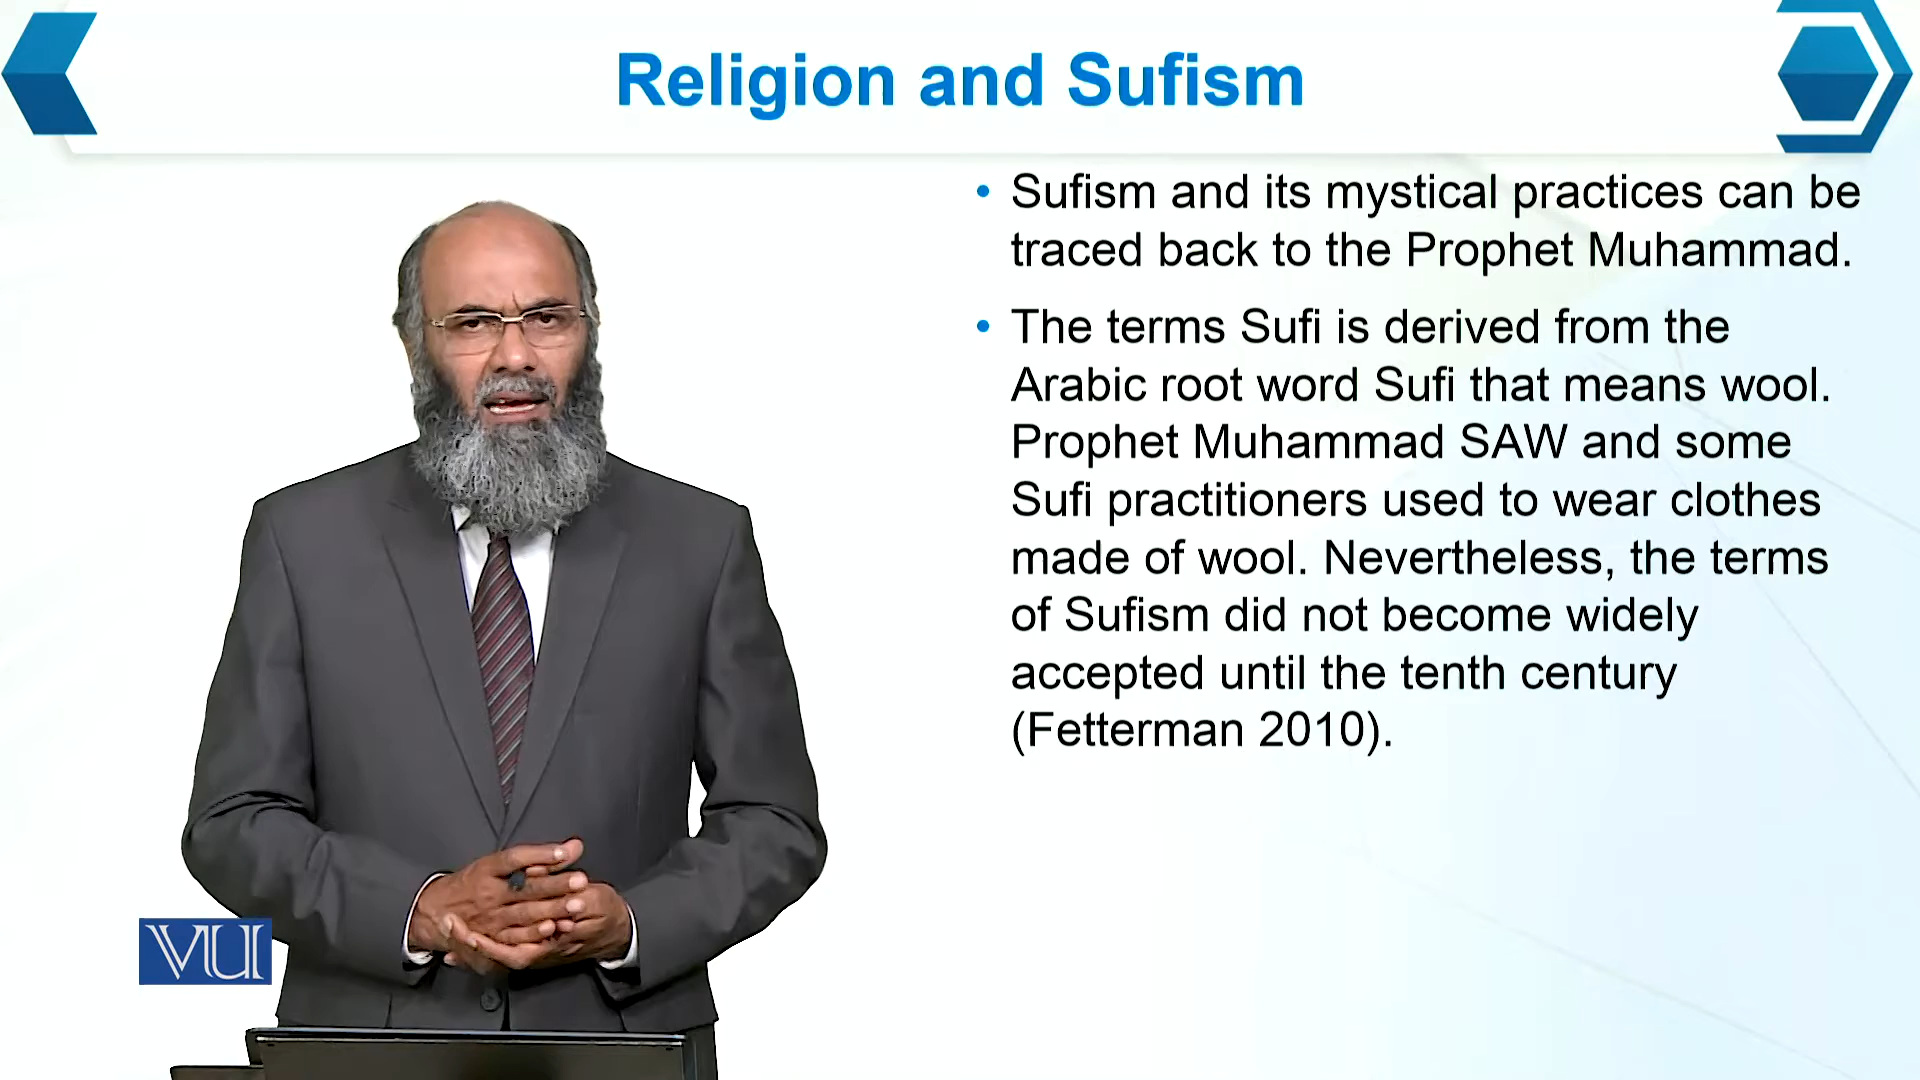 Religion and Sufism
• Sufism and its mystical practices can be
traced back to the Prophet Muhammad.
• The terms Sufi is derived from the
Arabic root word Sufi that means wool.
Prophet Muhammad SAW and some
Sufi practitioners used to wear clothes
made of wool. Nevertheless, the terms
of Sufism did not become widely
accepted until the tenth century
(Fetterman 2010).
VU